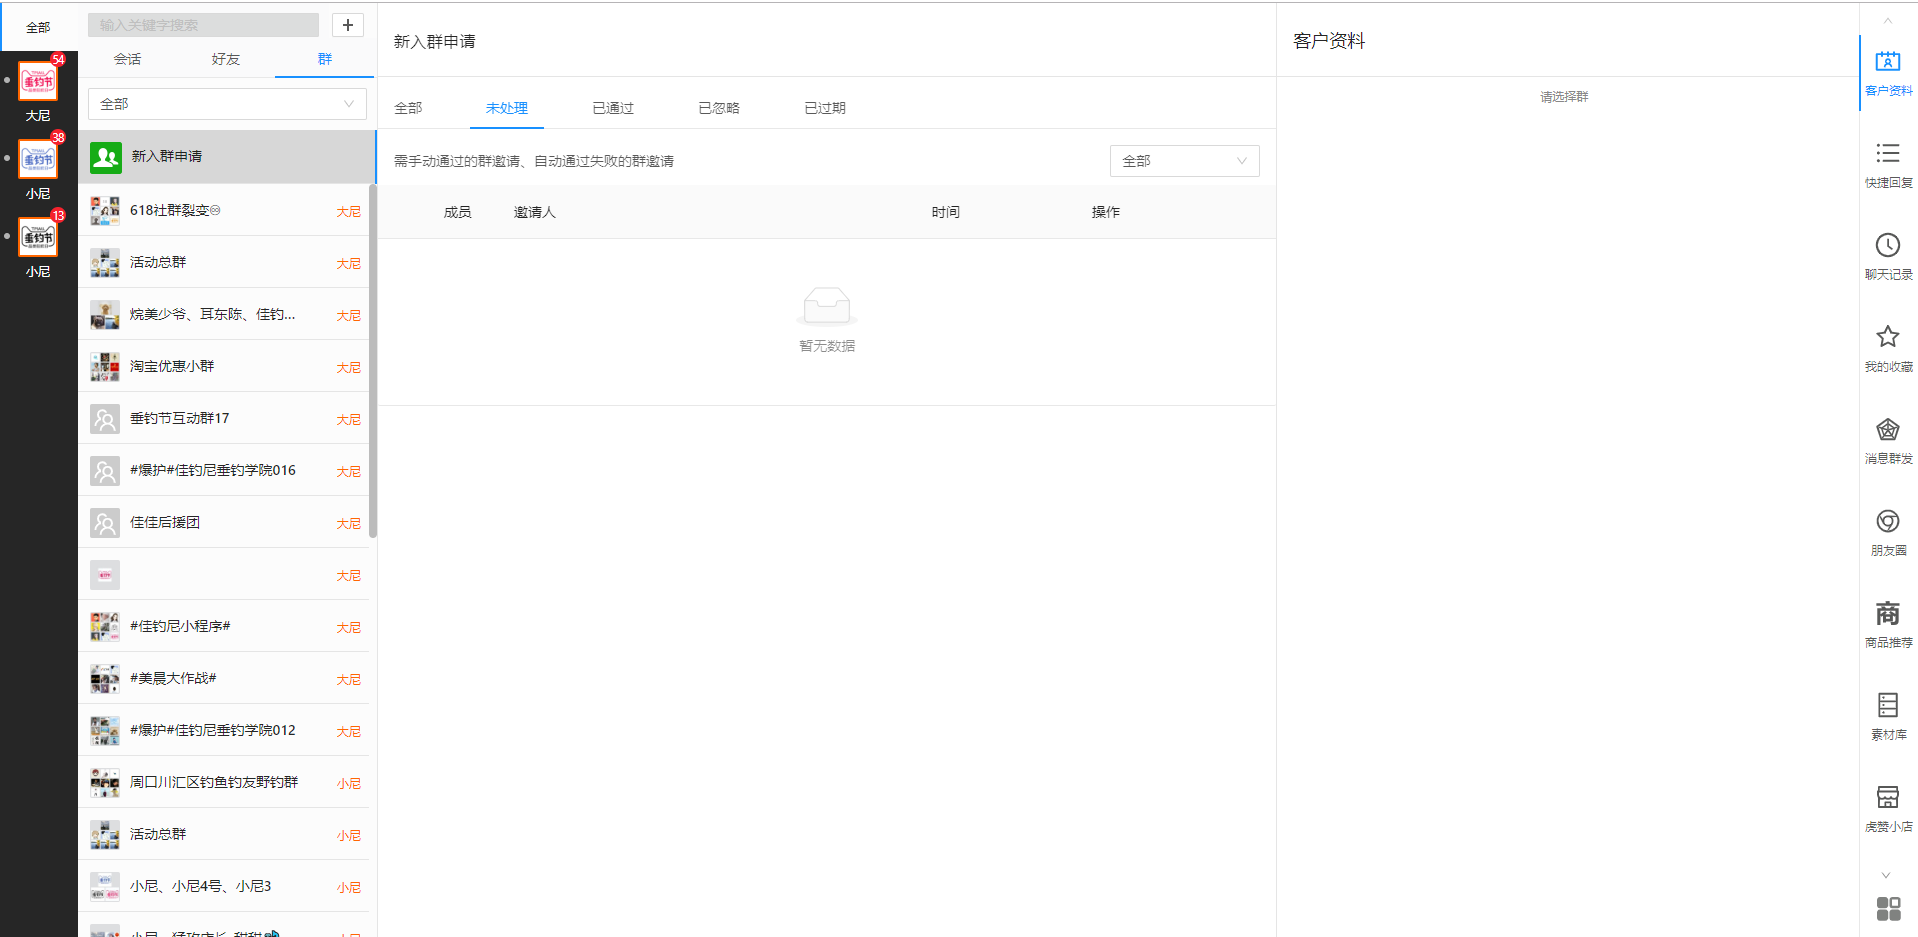 全部
54
大尼
38
小尼
13
小尼
输入关键字搜索
+
会话
好友
群
全部
新入群申请
618社群裂变♾
大尼
活动总群
大尼
烷美少爷、耳东陈、佳钓...
大尼
淘宝优惠小群
大尼
垂钓节互动群17
大尼
#爆护#佳钓尼垂钓学院016
大尼
佳佳后援团
大尼
大尼
#佳钓尼小程序#
大尼
#美晨大作战#
大尼
#爆护#佳钓尼垂钓学院012
大尼
周口川汇区钓鱼钓友野钓群
小尼
活动总群
小尼
小尼、小尼4号、小尼3
小尼
新入群申请
全部
未处理
已通过
已忽略
已过期
需手动通过的群邀请、自动通过失败的群邀请
全部
成员
邀请人
时间
操作
暂无数据
客户资料
请选择群
客户资料
快捷回复
聊天记录
我的收藏
消息群发
朋友圈
商
商品推荐
素材库
虎赞小店